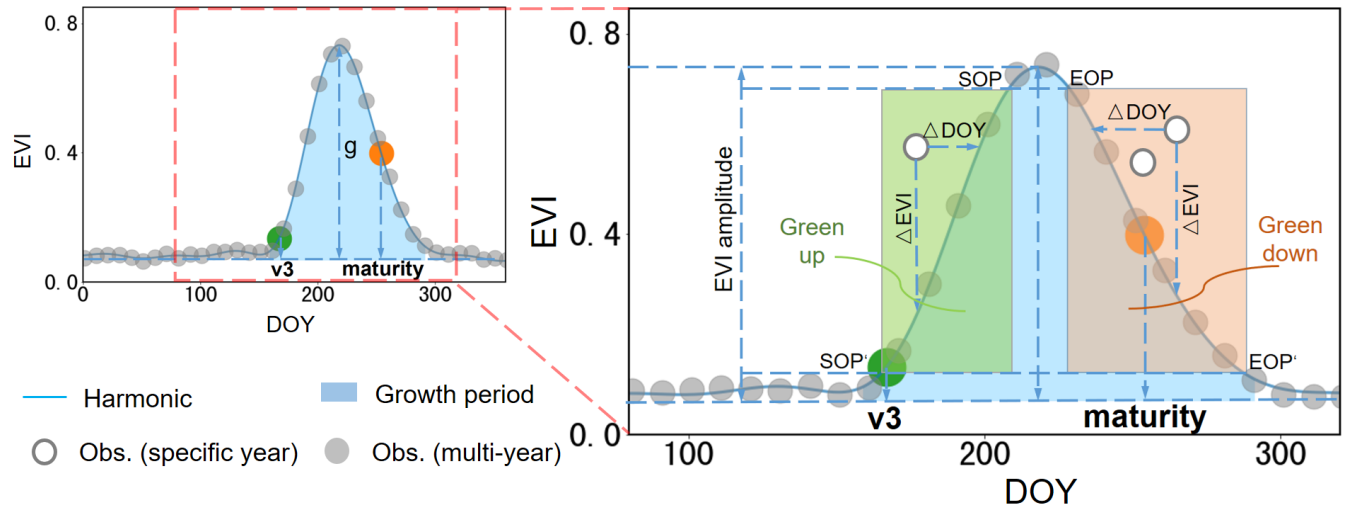 0. 8
0. 4
0. 0
EVI
g
v3
maturity
0
100
200
300
DOY
Harmonic
Growth period
Obs. (specific year)
Obs. (multi-year)
0. 8
0. 4
0. 0
EVI
EVI amplitude
SOP
EOP
△DOY
△DOY
△EVI
△EVI
Green
up
Green
down
SOP‘
EOP‘
v3
maturity
100
200
300
DOY